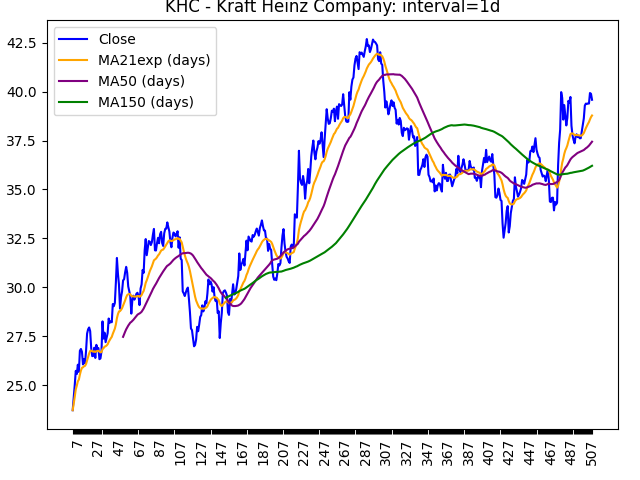 KHC - Kraft Heinz Company: interval=1d
Close
MA21exp (days)
MA50 (days)
MA150 (days)
42.5
40.0
37.5
35.0
32.5
30.0
27.5
25.0
7 27 47 67 87 107 127 147 167 187 207 227 247 267 287 307 327 347 367 387 407 427 447 467 487 507